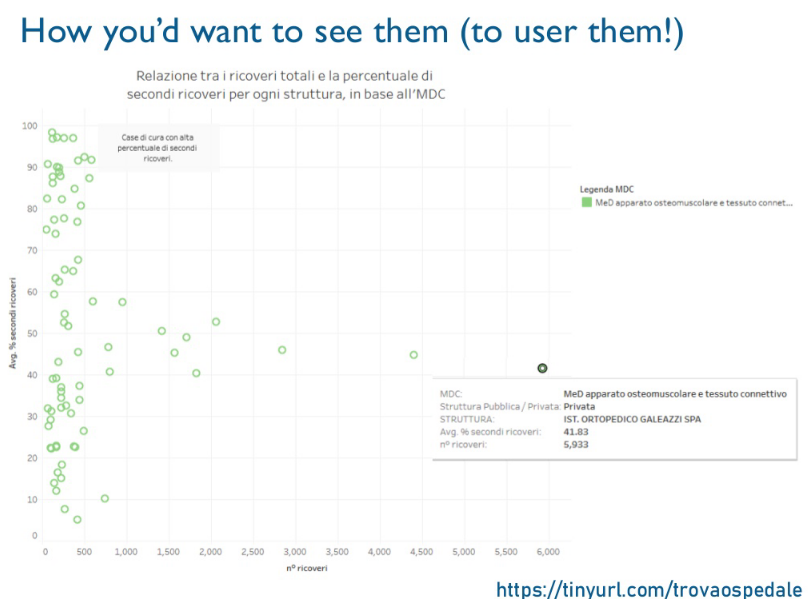 How you'd want to see them (to user them!)
Relazione tra i ricoveri totali e la percentuale di
secondi ricoveri per ogni struttura, in base all'MDC
100
90
80
70
60
50
40
30
20
10
0
Avg. % secondi ricoveri
Case di cura con alta
percentuale di secondi
ricoveri.
Legenda MDC
MeD apparato osteomuscolare e tessuto connet...
MDC: MeD apparato osteomuscolare e tessuto connettivo
Struttura Pubblica / Privata: Privata
STRUTTURA: IST. ORTOPEDICO GALEAZZI SPA
Avg. % secondi ricoveri: 41.83
nº ricoveri: 5,933
0 500 1,000 1,500 2,000 2,500 3,000 3,500 4,000 4,500 5,000 5,500 6,000
nº ricoveri
https://tinyurl.com/trovaospedale